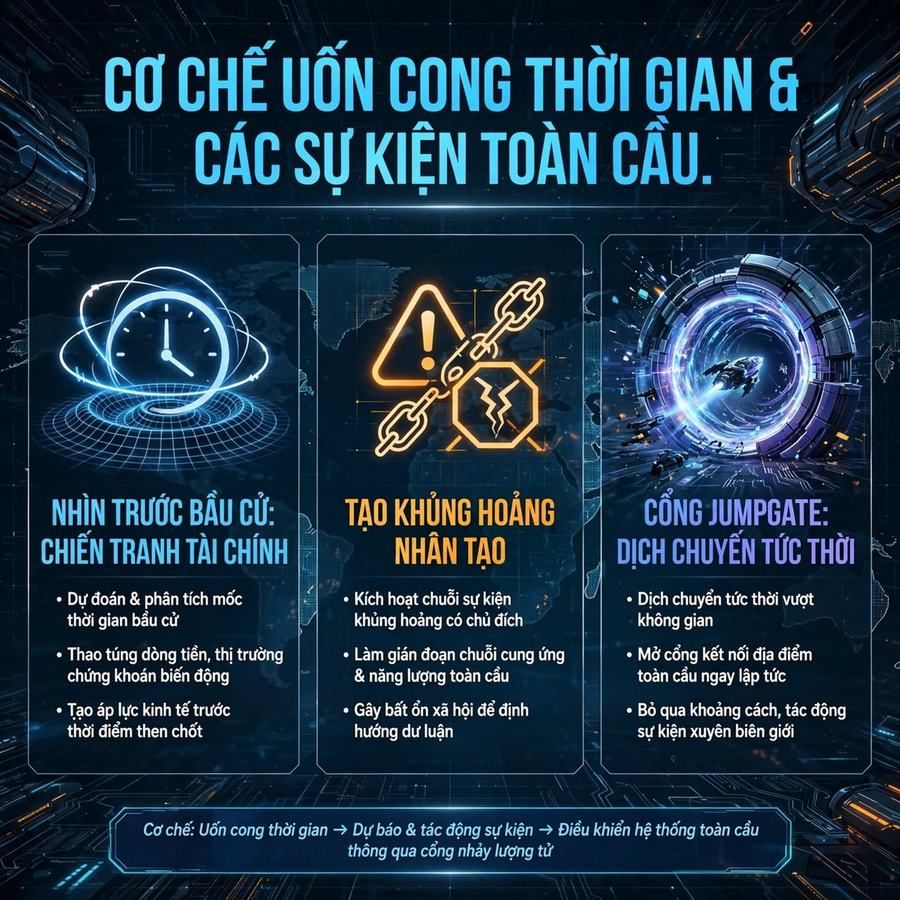 CƠ CHẾ UỐN CONG THỜI GIAN &
CÁC SỰ KIỆN TOÀN CẦU.
NHÌN TRƯỚC BẦU CỬ:
CHIẾN TRANH TÀI CHÍNH
• Dự đoán & phân tích mốc
thời gian bầu cử
• Thao túng dòng tiền, thị trường
chứng khoán biến động
• Tạo áp lực kinh tế trước
thời điểm then chốt
TẠO KHỦNG HOẢNG
NHÂN TẠO
• Kích hoạt chuỗi sự kiện
khủng hoảng có chủ đích
• Làm gián đoạn chuỗi cung ứng
& năng lượng toàn cầu
• Gây bất ổn xã hội để định
hướng dư luận
CỔNG JUMPGATE:
DỊCH CHUYỂN TỨC THỜI
• Dịch chuyển tức thời vượt
không gian
• Mở cổng kết nối địa điểm
toàn cầu ngay lập tức
• Bỏ qua khoảng cách, tác động
sự kiện xuyên biên giới
Cơ chế: Uốn cong thời gian → Dự báo & tác động sự kiện → Điều khiển hệ thống toàn cầu
thông qua cổng nhảy lượng tử